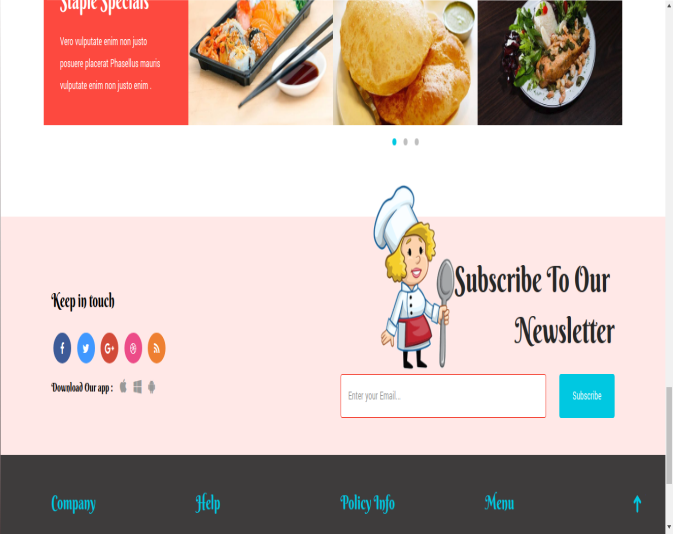 Staple Specials
Vero vulputate enim non justo
posuere placerat Phasellus mauris
vulputate enim non justo enim .
Subscribe To Our
Newsletter
Keep in touch
Download Our app :
Enter your Email...
Subscribe
Company
Help
Policy Info
Menu